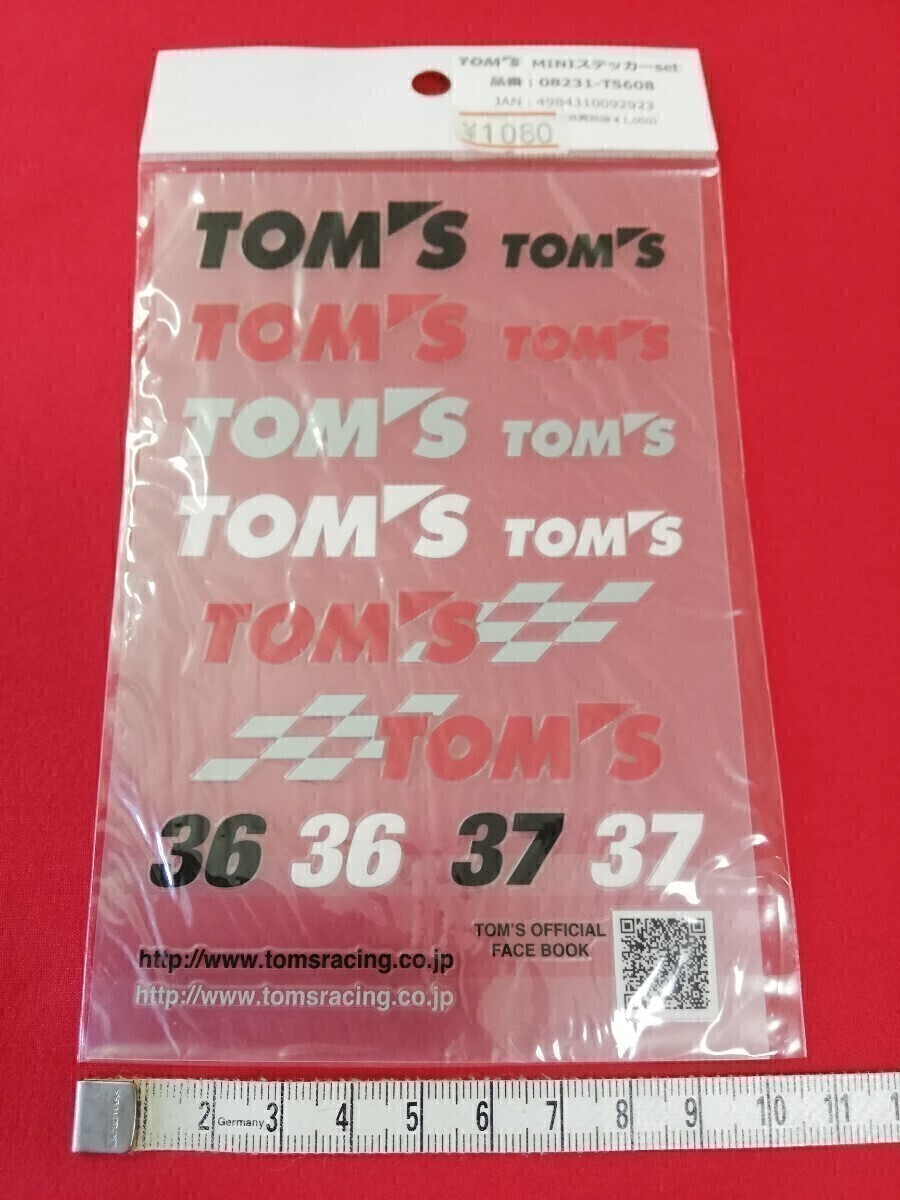 TOM'S MINIステッカーset
品番：08231-TS608
JAN：4984310092923
¥1080
TOM'S TOM'S
TOM'S TOM'S
TOM'S TOM'S
TOM'S TOM'S
TOM'S
TOM'S
36 36 37 37
TOM'S OFFICIAL
FACE BOOK
http://www.tomsracing.co.jp
http://www.tomsracing.co.jp
2 3 4 5 6 7 8 9 10 11
Germany